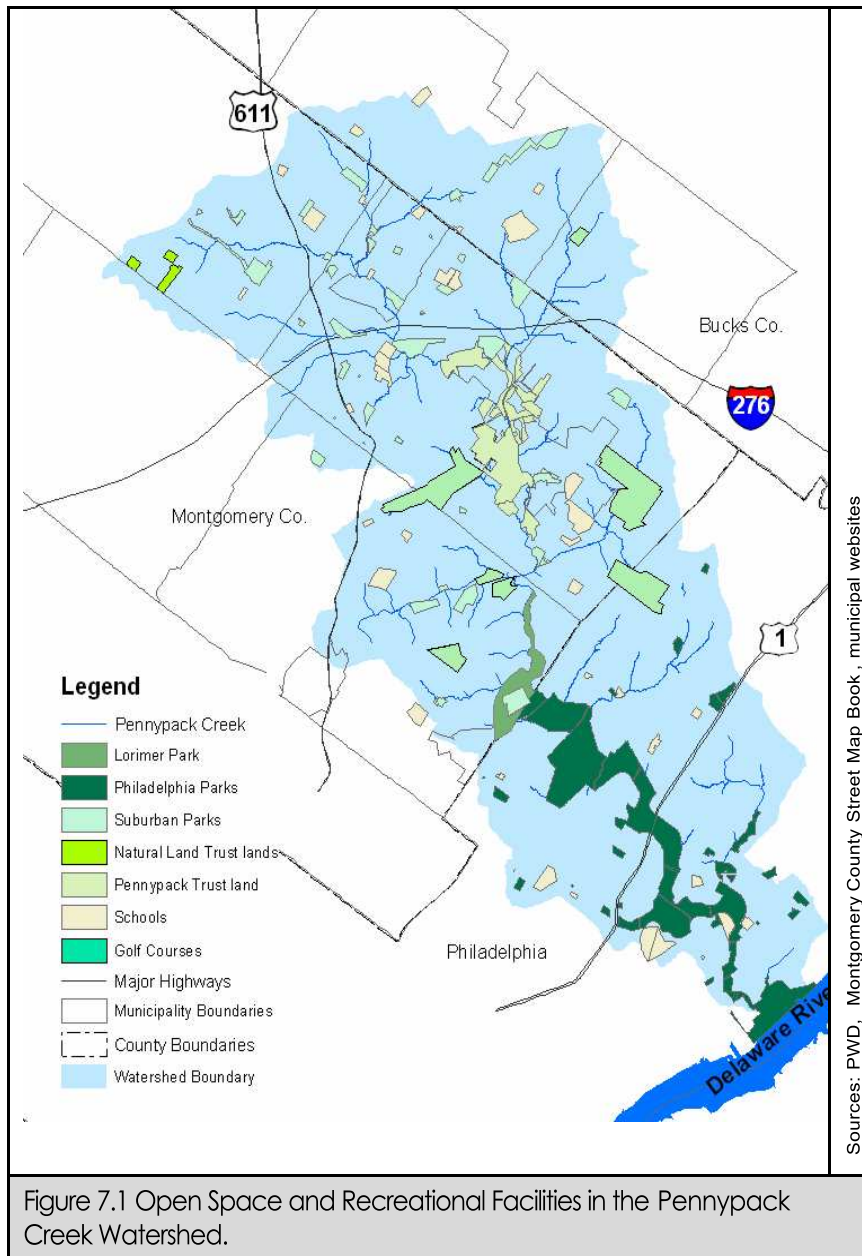 611
Bucks Co.
276
Montgomery Co.
1
Legend
Pennypack Creek
Lorimer Park
Philadelphia Parks
Suburban Parks
Natural Land Trust lands
Pennypack Trust land
Schools
Golf Courses
Major Highways
Municipality Boundaries
County Boundaries
Watershed Boundary
Philadelphia
Delaware River
Sources: PWD, Montgomery County Street Map Book, municipal websites
Figure 7.1 Open Space and Recreational Facilities in the Pennypack
Creek Watershed.